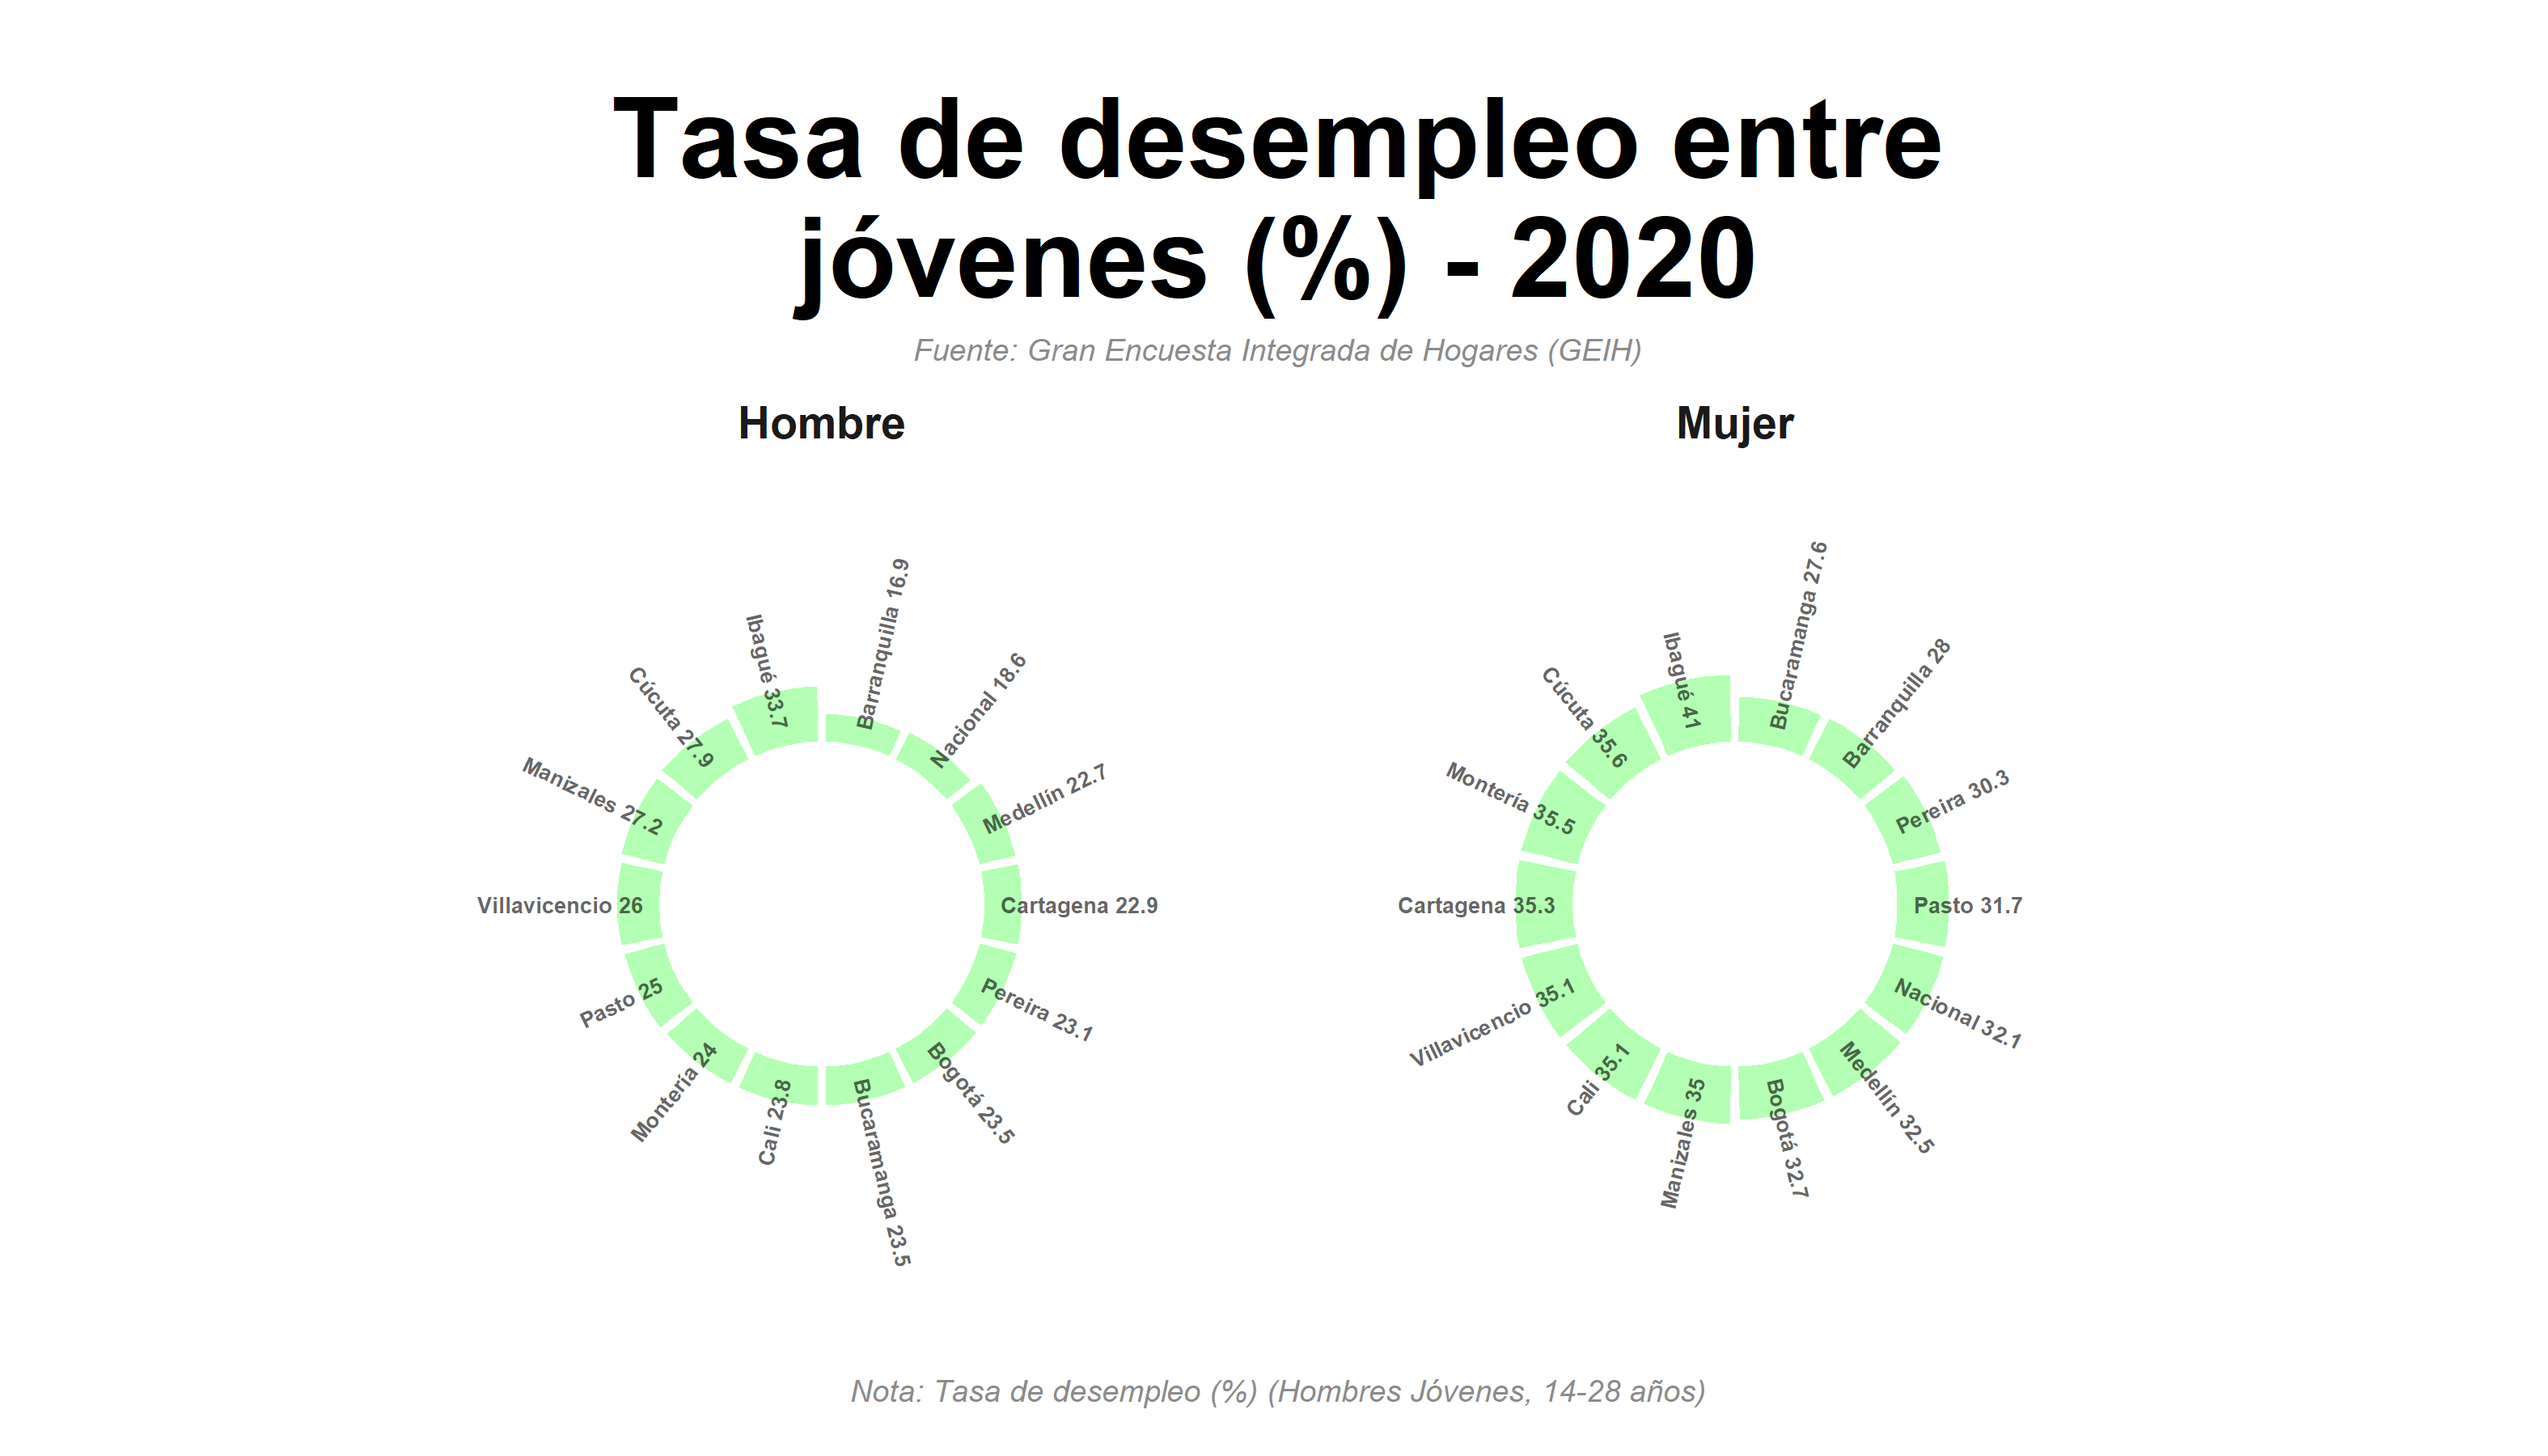 Tasa de desempleo entre
jóvenes (%) - 2020
Fuente: Gran Encuesta Integrada de Hogares (GEIH)
Hombre
Barranquilla 16.9
Nacional 18.6
Medellín 22.7
Cartagena 22.9
Pereira 23.1
Bogotá 23.5
Bucaramanga 23.5
Cali 23.8
Montería 24
Pasto 25
Villavicencio 26
Manizales 27.2
Cúcuta 27.9
Ibagué 33.7
Mujer
Bucaramanga 27.6
Barranquilla 28
Pereira 30.3
Pasto 31.7
Nacional 32.1
Medellín 32.5
Bogotá 32.7
Manizales 35
Cali 35.1
Villavicencio 35.1
Cartagena 35.3
Montería 35.5
Cúcuta 35.6
Ibagué 41
Nota: Tasa de desempleo (%) (Hombres Jóvenes, 14-28 años)